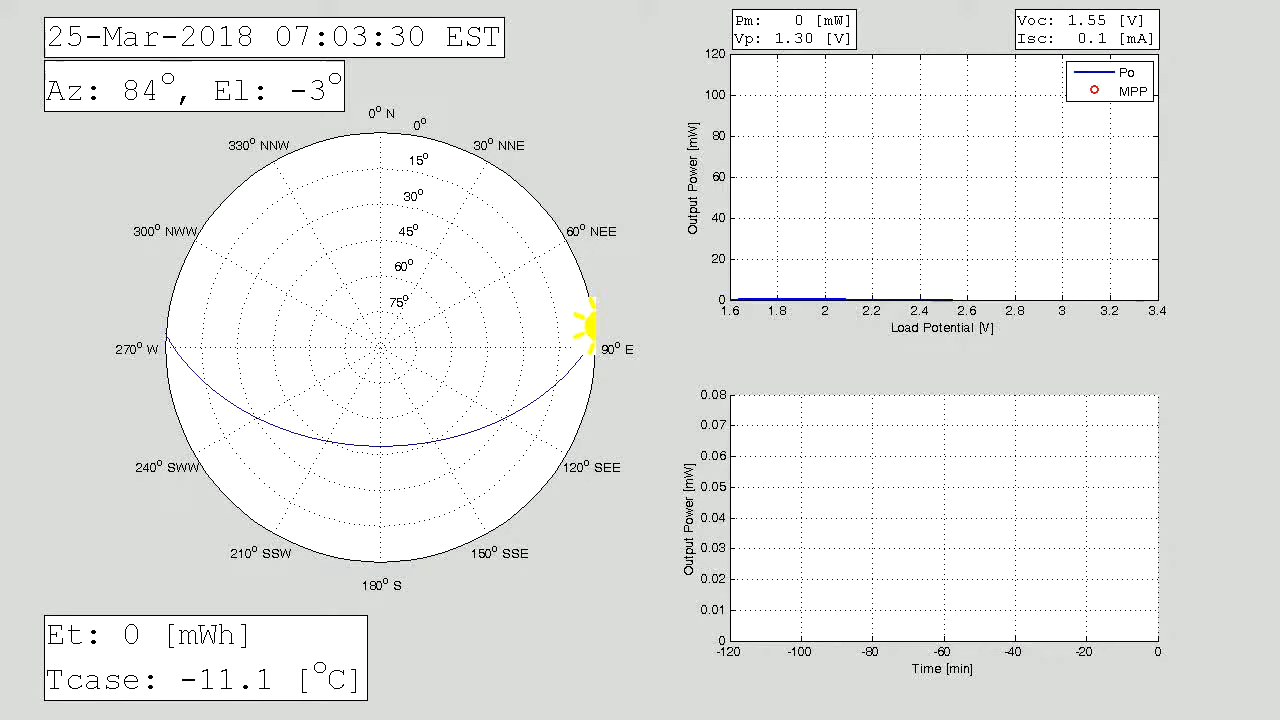 25-Mar-2018 07:03:30 EST
Az: 84°, El: -3°
0° N
0°
330° NNW
15°
30° NNE
30°
300° NWW
45°
60° NEE
60°
75°
270° W
90° E
240° SWW
120° SEE
210° SSW
150° SSE
180° S
Et: 0 [mWh]
Tcase: -11.1 [°C]
Pm: 0 [mW]
Vp: 1.30 [V]
Voc: 1.55 [V]
Isc: 0.1 [mA]
120
100
80
60
40
20
0
Output Power [mW]
Po
MPP
1.6 1.8 2 2.2 2.4 2.6 2.8 3 3.2 3.4
Load Potential [V]
0.08
0.07
0.06
0.05
0.04
0.03
0.02
0.01
0
Output Power [mW]
-120 -100 -80 -60 -40 -20 0
Time [min]